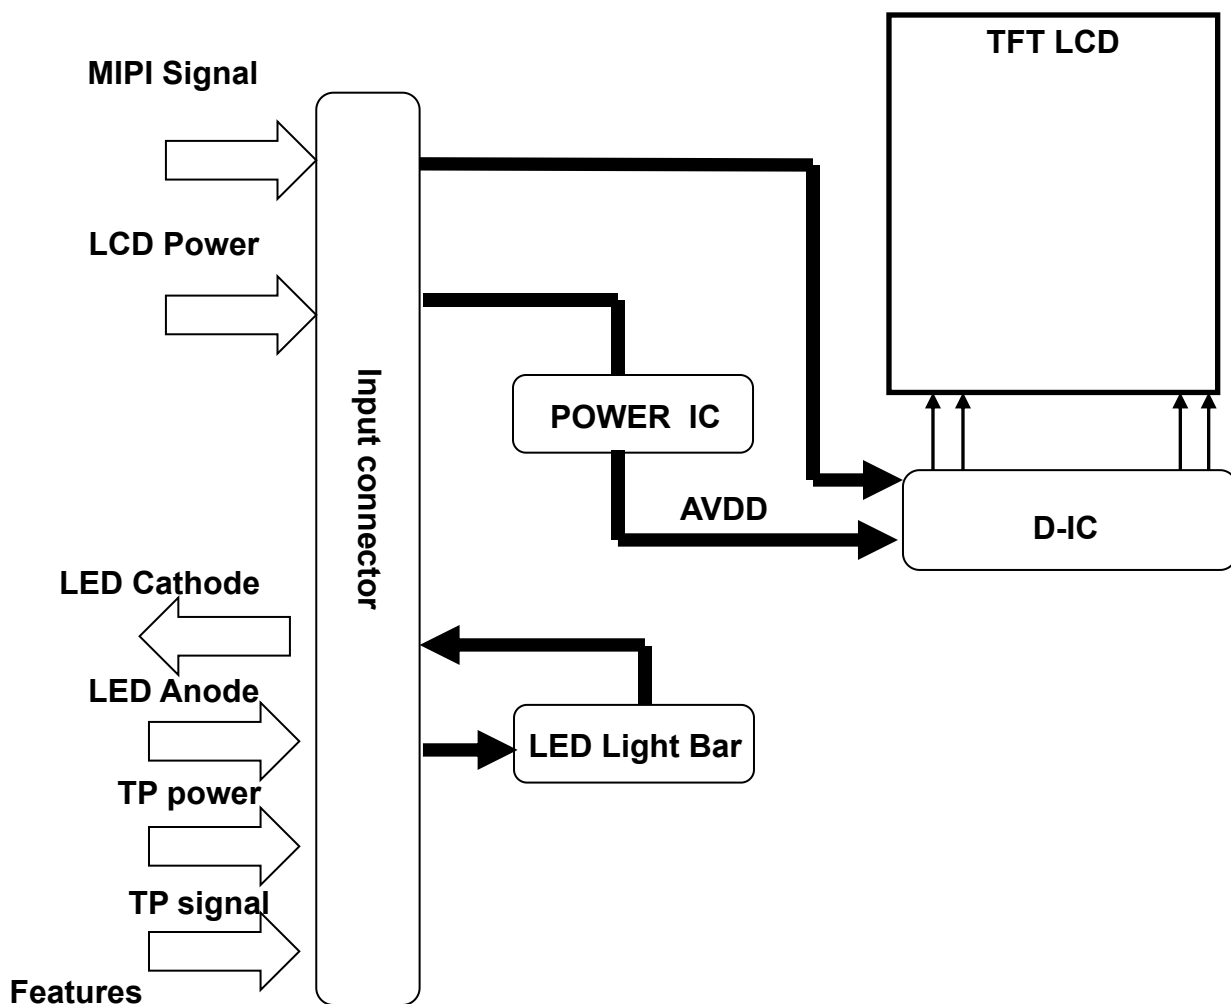 TFT LCD
MIPI Signal
LCD Power
Input connector
POWER IC
AVDD
D-IC
LED Cathode
LED Anode
LED Light Bar
TP power
TP signal
Features